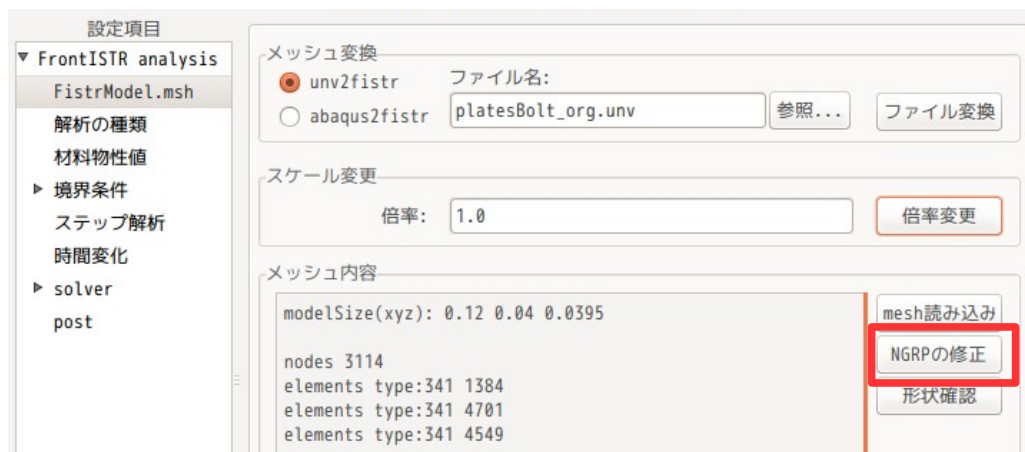 設定項目
FrontISTR analysis
FistrModel.msh
解析の種類
材料物性値
境界条件
ステップ解析
時間変化
solver
post
メッシュ変換
unv2fistr
abaqus2fistr
ファイル名:
platesBolt_org.unv
参照...
ファイル変換
スケール変更
倍率:
1.0
倍率変更
メッシュ内容
modelSize(xyz): 0.12 0.04 0.0395
nodes 3114
elements type:341 1384
elements type:341 4701
elements type:341 4549
mesh読み込み
NGRPの修正
形状確認